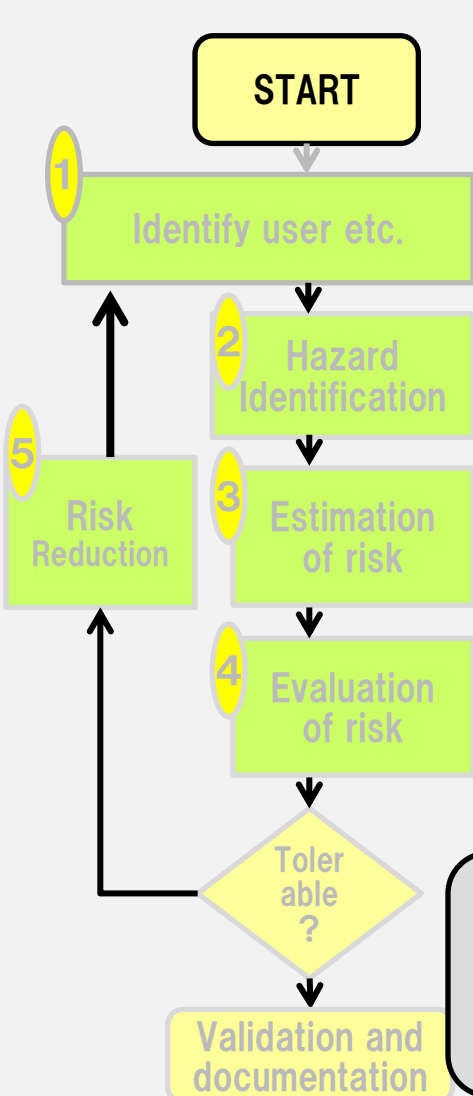 START
1
Identify user etc.
2
Hazard
Identification
5
Risk
Reduction
3
Estimation
of risk
4
Evaluation
of risk
Toler
able
?
Validation and
documentation